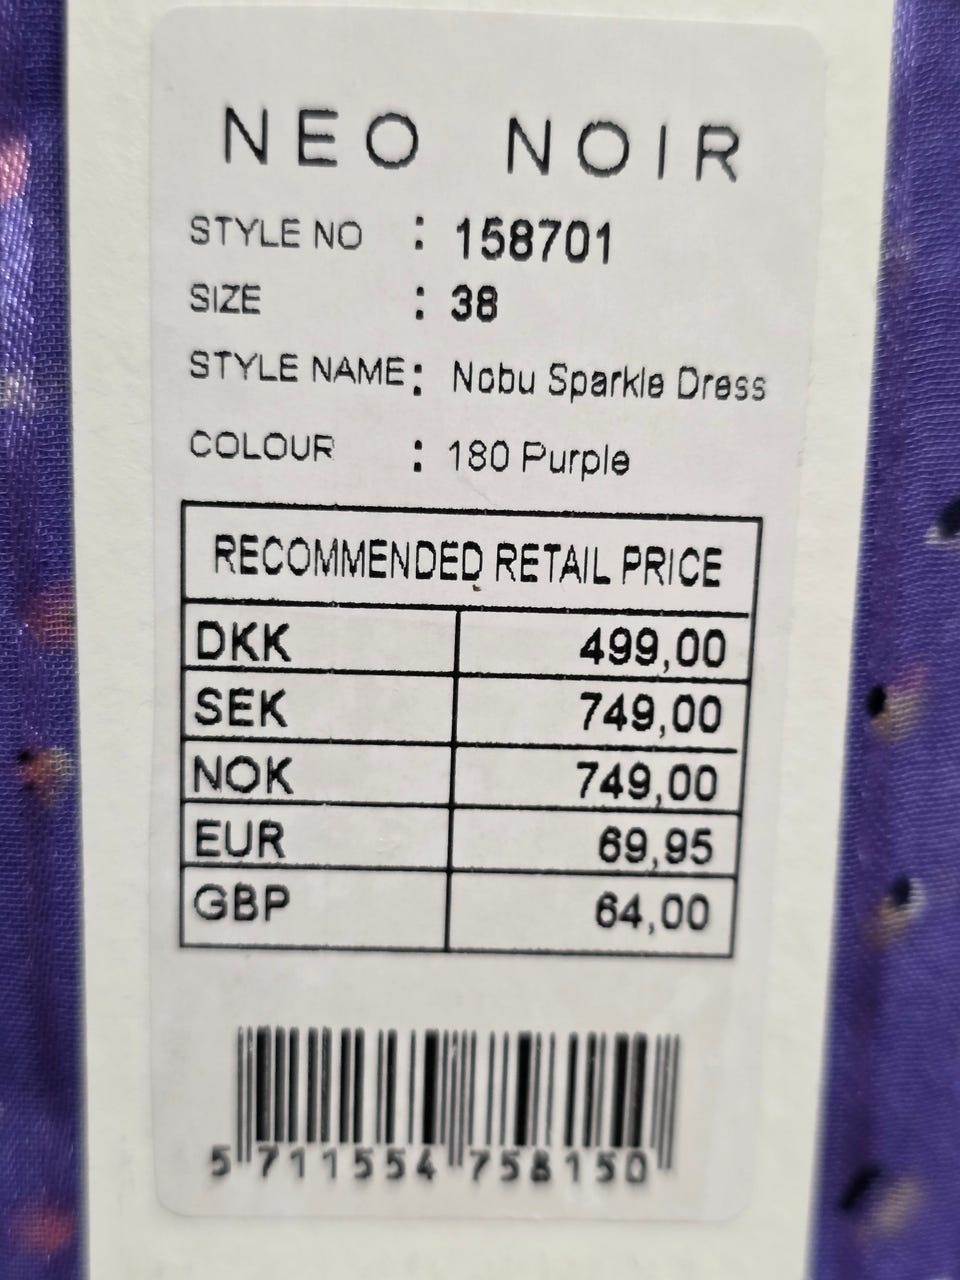 NEO NOIR
STYLE NO : 158701
SIZE : 38
STYLE NAME: Nobu Sparkle Dress
COLOUR : 180 Purple
RECOMMENDED RETAIL PRICE
DKK 499,00
SEK 749,00
NOK 749,00
EUR 69,95
GBP 64,00
5 711554 758150